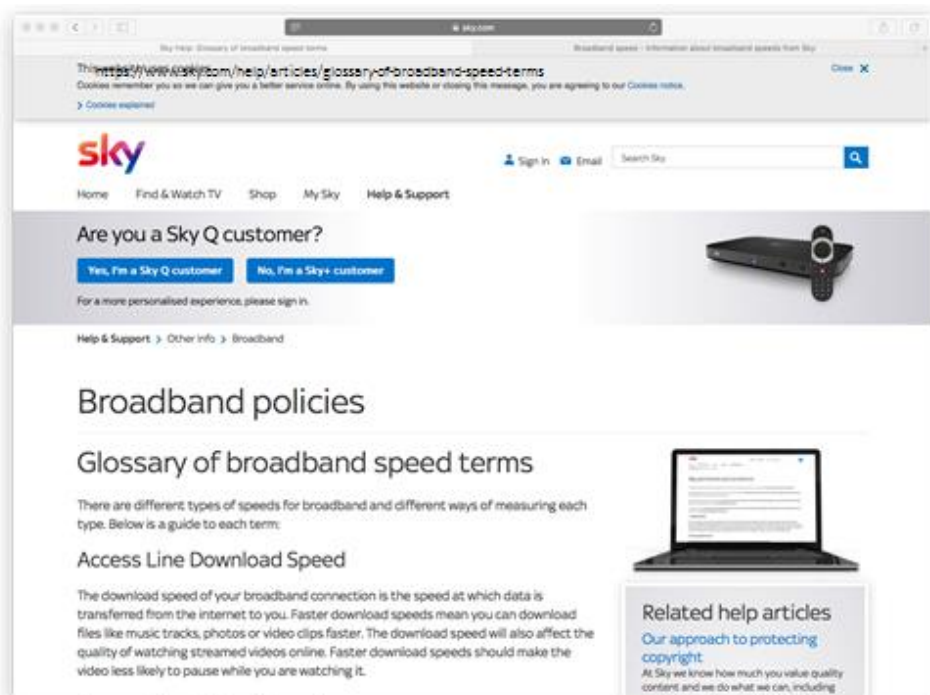 sky.com
Sky help: Glossary of broadband speed terms
Broadband speed - Information about broadband speeds from Sky
This website uses cookies
https://www.sky.com/help/articles/glossary-of-broadband-speed-terms
Close X
Cookies remember you so we can give you a better service online. By using this website or closing this message, you are agreeing to our Cookies notice.
> Cookies explained
sky
Sign in Email Search Sky
Home Find & Watch TV Shop My Sky Help & Support
Are you a Sky Q customer?
Yes, I'm a Sky Q customer No, I'm a Sky+ customer
For a more personalised experience, please sign in.
Help & Support > Other info > Broadband
Broadband policies
Glossary of broadband speed terms
There are different types of speeds for broadband and different ways of measuring each
type. Below is a guide to each term:
Access Line Download Speed
The download speed of your broadband connection is the speed at which data is
transferred from the internet to you. Faster download speeds mean you can download
files like music tracks, photos or video clips faster. The download speed will also affect the
quality of watching streamed videos online. Faster download speeds should make the
video less likely to pause while you are watching it.
Related help articles
Our approach to protecting
copyright
At Sky we know how much you value quality
content and we do what we can, including